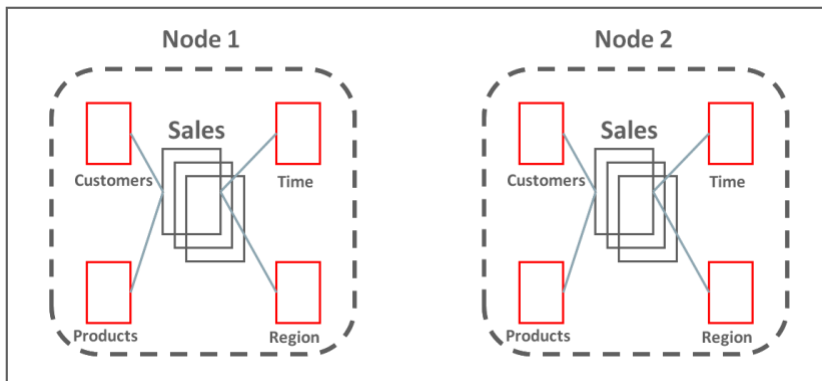 Node 1
Sales
Customers
Time
Products
Region
Node 2
Sales
Customers
Time
Products
Region